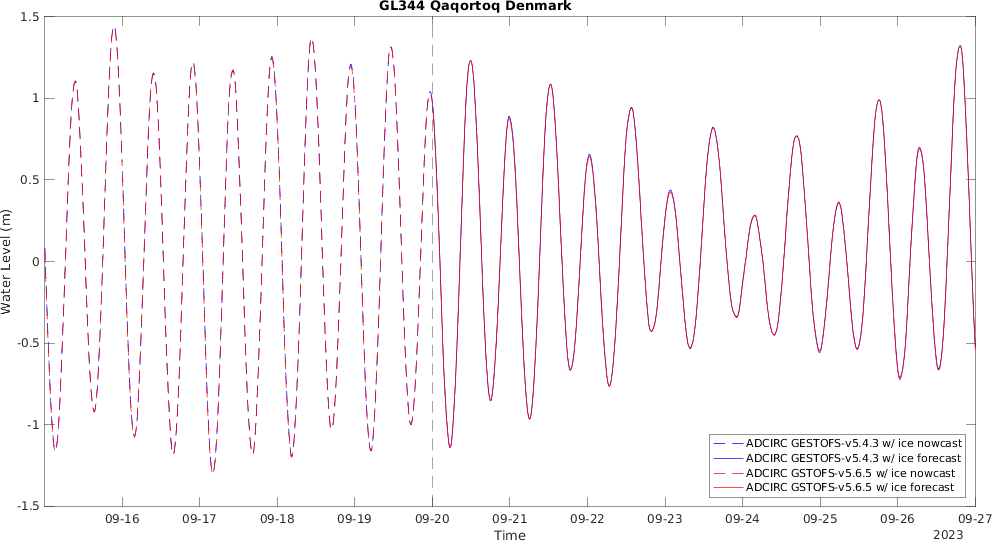 GL344 Qaqortoq Denmark
1.5
1
0.5
0
-0.5
-1
-1.5
Water Level (m)
ADCIRC GESTOFS-v5.4.3 w/ ice nowcast
ADCIRC GESTOFS-v5.4.3 w/ ice forecast
ADCIRC GSTOFS-v5.6.5 w/ ice nowcast
ADCIRC GSTOFS-v5.6.5 w/ ice forecast
09-16 09-17 09-18 09-19 09-20 09-21 09-22 09-23 09-24 09-25 09-26 09-27
Time
2023